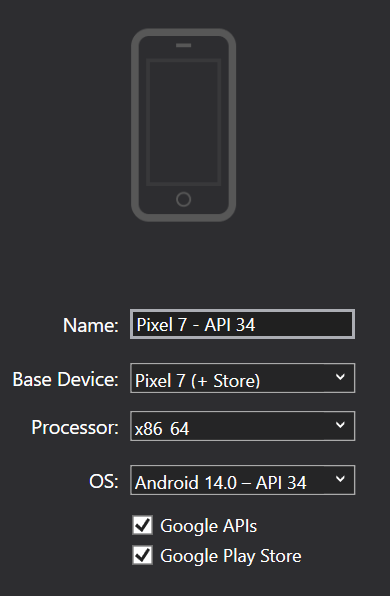 Name: Pixel 7 - API 34
Base Device: Pixel 7 (+ Store)
Processor: x86_64
OS: Android 14.0 – API 34
Google APIs
Google Play Store